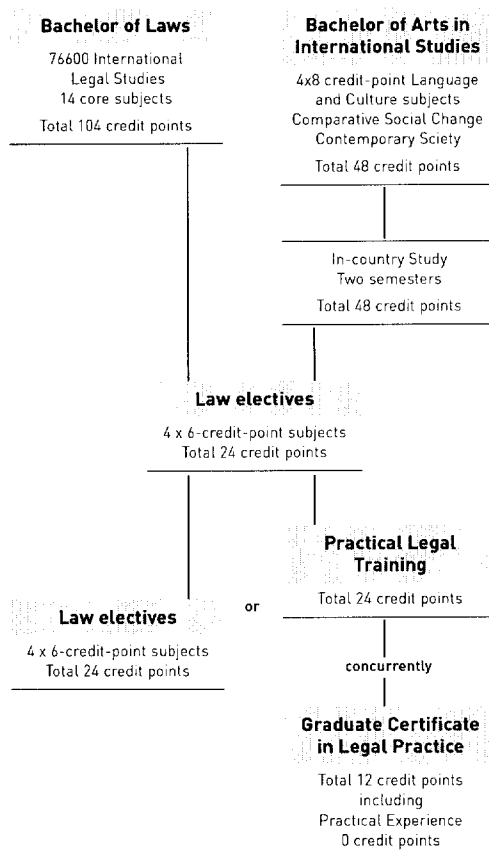 Bachelor of Laws
76600 International
Legal Studies
14 core subjects
Total 104 credit points
Bachelor of Arts in
International Studies
4x8 credit-point Language
and Culture subjects
Comparative Social Change
Contemporary Sciety
Total 48 credit points
In-country Study
Two semesters
Total 48 credit points
Law electives
4 x 6-credit-point subjects
Total 24 credit points
Law electives
4 x 6-credit-point subjects
Total 24 credit points
or
Practical Legal
Training
Total 24 credit points
concurrently
Graduate Certificate
in Legal Practice
Total 12 credit points
including
Practical Experience
0 credit points